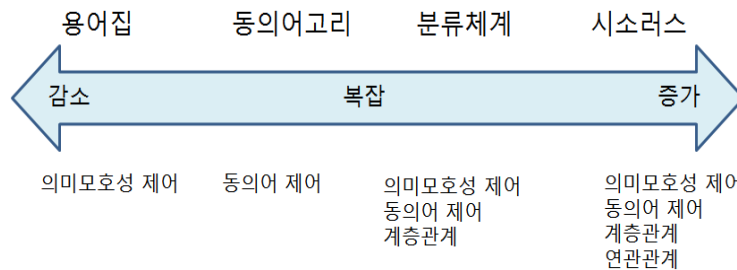 용어집 동의어고리 분류체계 시소러스
감소 복잡 증가
의미모호성 제어 동의어 제어 의미모호성 제어 의미모호성 제어
동의어 제어 동의어 제어
계층관계 계층관계
연관관계